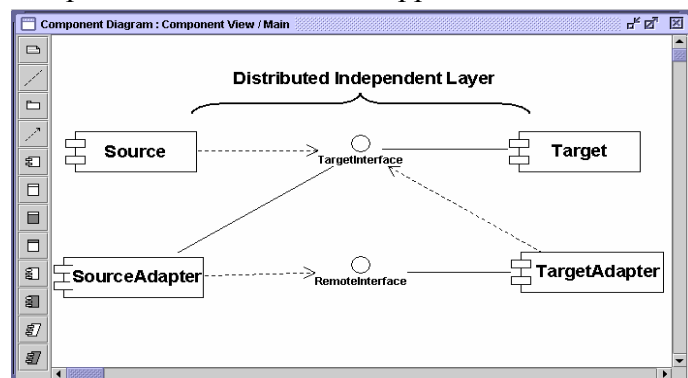 Component Diagram : Component View / Main
Distributed Independent Layer
Source
TargetInterface
Target
SourceAdapter
RemoteInterface
TargetAdapter